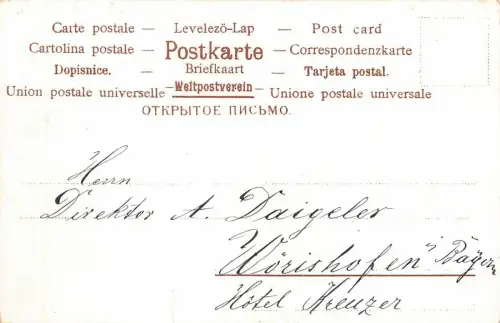 Carte postale — Levelező-Lap — Post card
Cartolina postale — Postkarte — Correspondenzkarte
Dopisnice. — Briefkaart — Tarjeta postal.
Union postale universelle — Weltpostverein — Unione postale universale
ОТКРЫТОЕ ПИСЬМО.
Herrn
Direktor A. Daigeler
Wörishofen Bayern
Hôtel Kreuzer